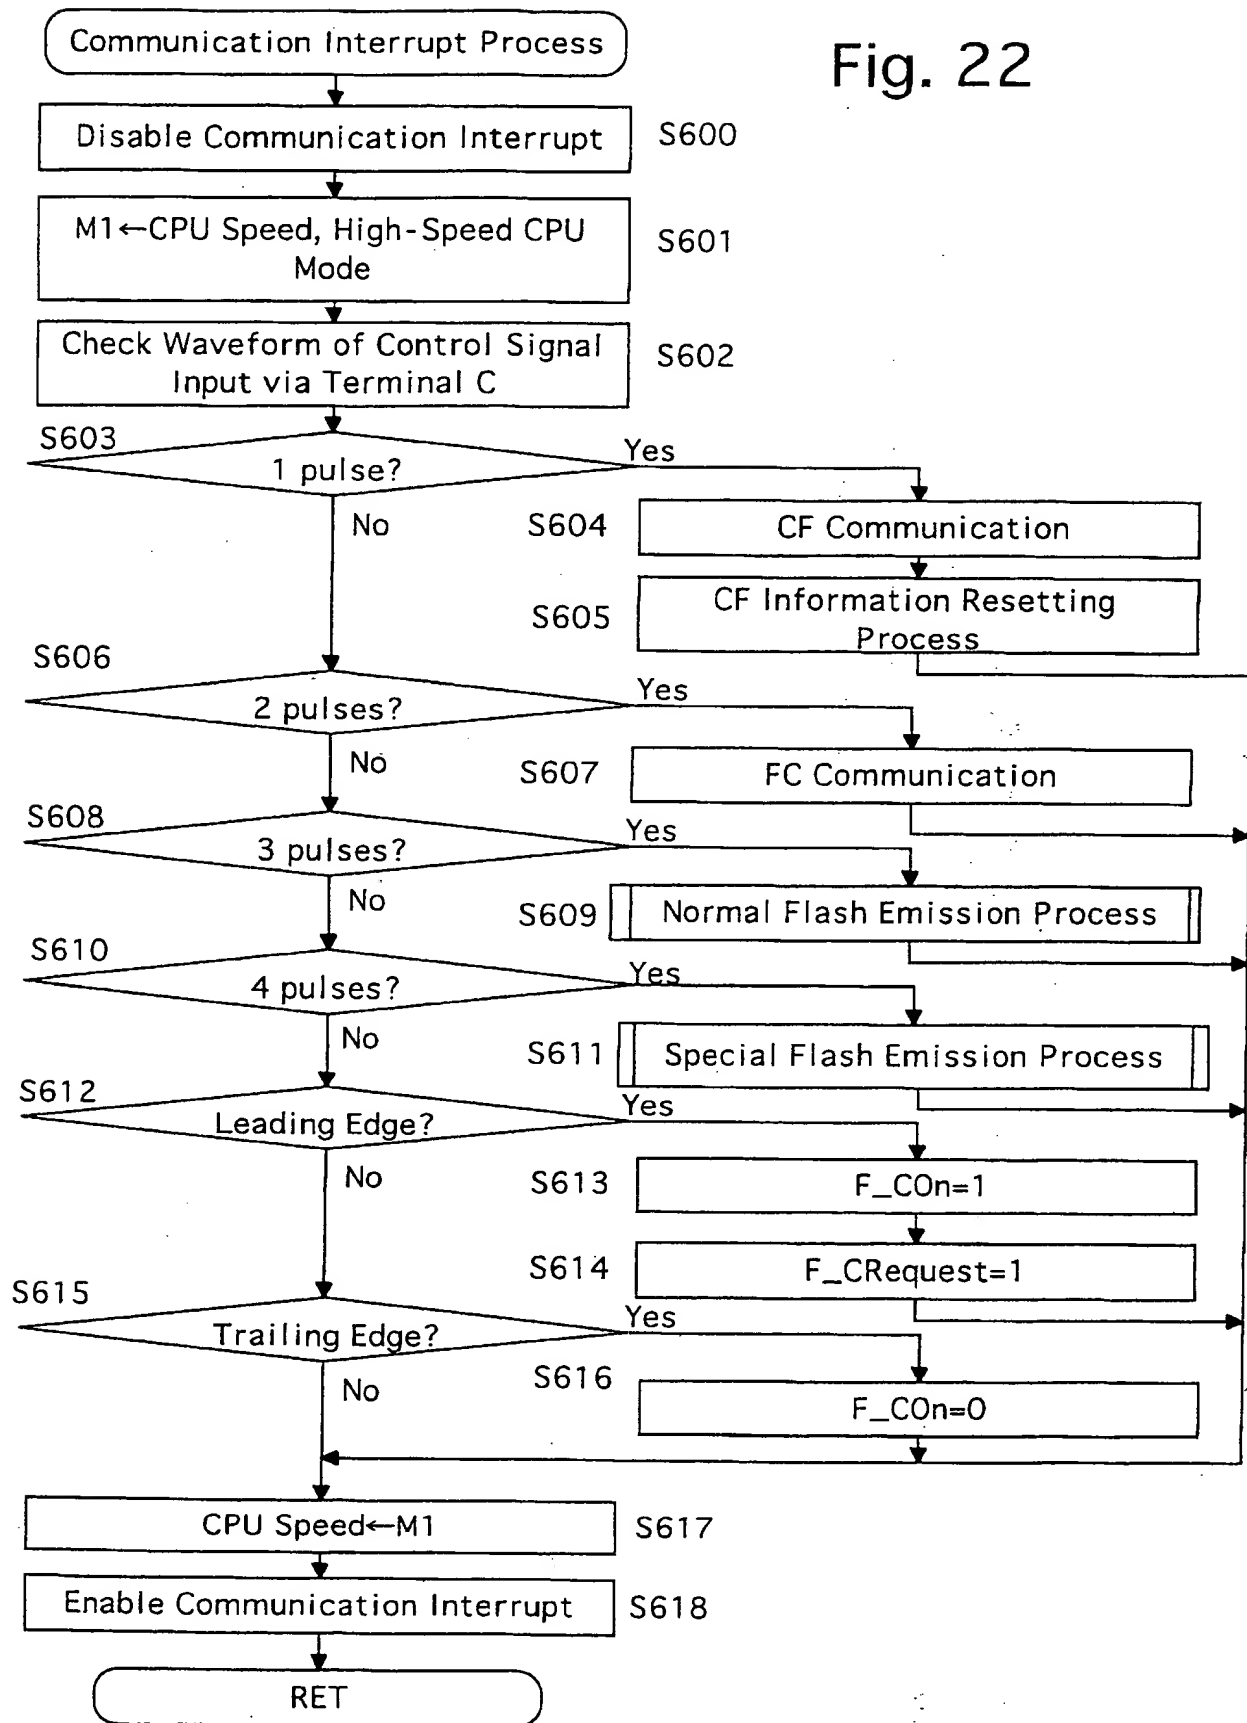 Communication Interrupt Process
Fig. 22
Disable Communication Interrupt
S600
M1←CPU Speed, High-Speed CPU
Mode
S601
Check Waveform of Control Signal
Input via Terminal C
S602
S603
1 pulse?
Yes
No
S604
CF Communication
S605
CF Information Resetting
Process
S606
2 pulses?
Yes
No
S607
FC Communication
S608
3 pulses?
Yes
No
S609
Normal Flash Emission Process
S610
4 pulses?
Yes
No
S611
Special Flash Emission Process
S612
Leading Edge?
Yes
No
S613
F_COn=1
S614
F_CRequest=1
S615
Trailing Edge?
Yes
No
S616
F_COn=0
CPU Speed←M1
S617
Enable Communication Interrupt
S618
RET